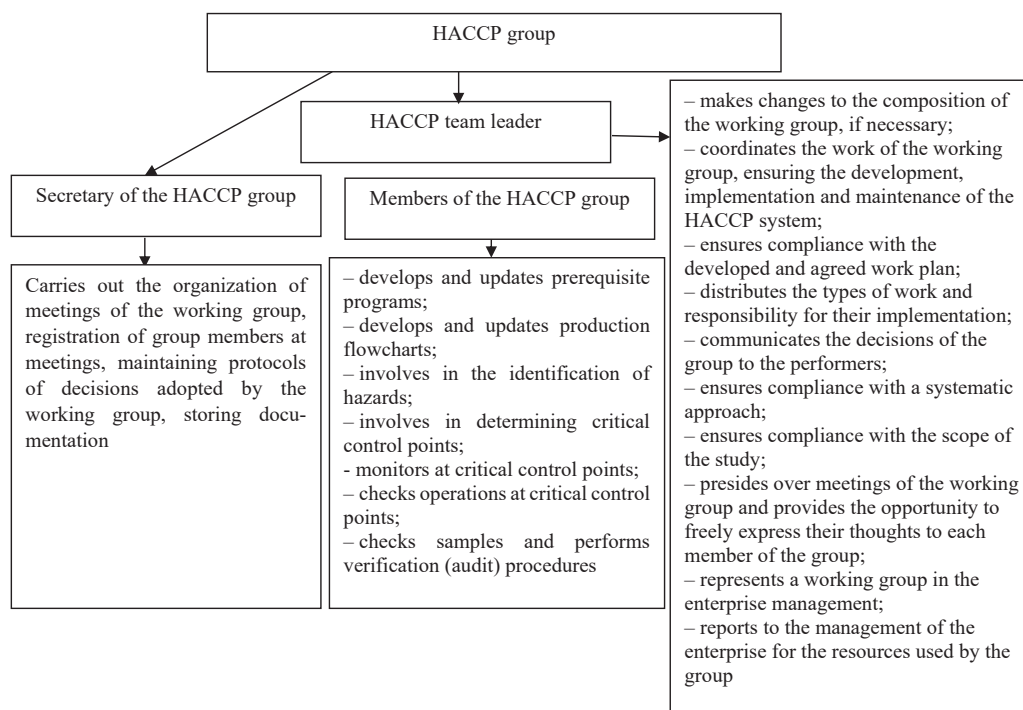 HACCP group
HACCP team leader
Secretary of the HACCP group
Carries out the organization of
meetings of the working group,
registration of group members at
meetings, maintaining protocols
of decisions adopted by the
working group, storing docu-
mentation
Members of the HACCP group
– develops and updates prerequisite
programs;
– develops and updates production
flowcharts;
– involves in the identification of
hazards;
– involves in determining critical
control points;
- monitors at critical control points;
– checks operations at critical control
points;
– checks samples and performs
verification (audit) procedures
– makes changes to the composition of
the working group, if necessary;
– coordinates the work of the working
group, ensuring the development,
implementation and maintenance of the
HACCP system;
– ensures compliance with the
developed and agreed work plan;
– distributes the types of work and
responsibility for their implementation;
– communicates the decisions of the
group to the performers;
– ensures compliance with a systematic
approach;
– ensures compliance with the scope of
the study;
– presides over meetings of the working
group and provides the opportunity to
freely express their thoughts to each
member of the group;
– represents a working group in the
enterprise management;
– reports to the management of the
enterprise for the resources used by the
group